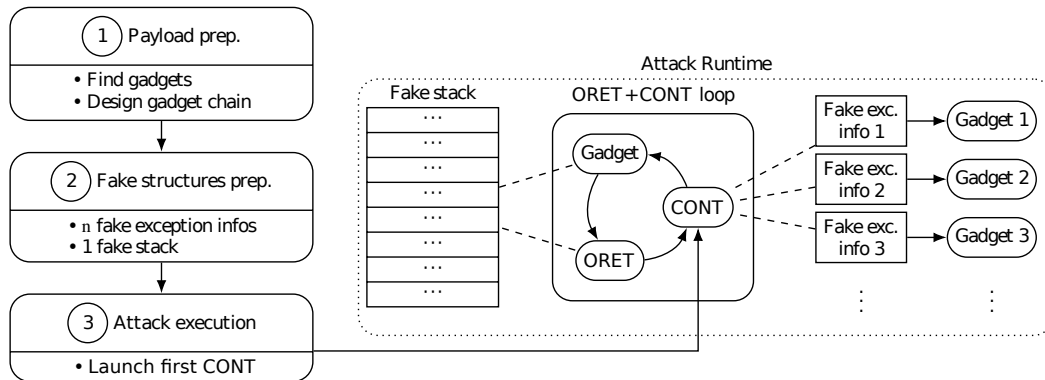 1 Payload prep.
• Find gadgets
• Design gadget chain
2 Fake structures prep.
• n fake exception infos
• 1 fake stack
3 Attack execution
• Launch first CONT
Attack Runtime
Fake stack
...
...
...
...
...
...
...
...
ORET+CONT loop
Gadget
CONT
ORET
Fake exc.
info 1
Gadget 1
Fake exc.
info 2
Gadget 2
Fake exc.
info 3
Gadget 3